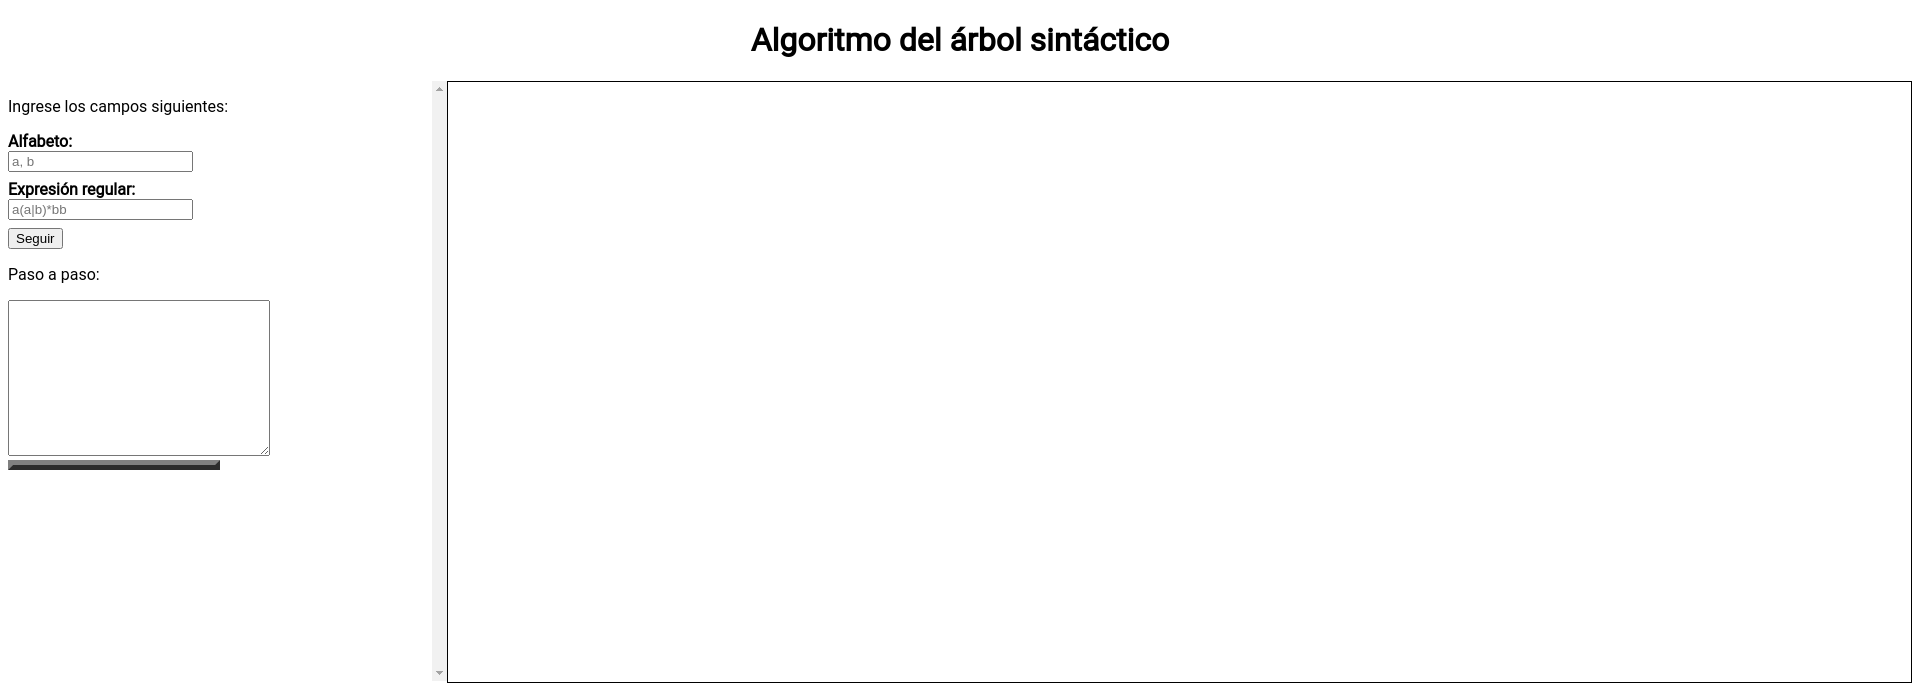 Algoritmo del árbol sintáctico
Ingrese los campos siguientes:
Alfabeto:
a, b
Expresión regular:
a(a|b)*bb
Seguir
Paso a paso: